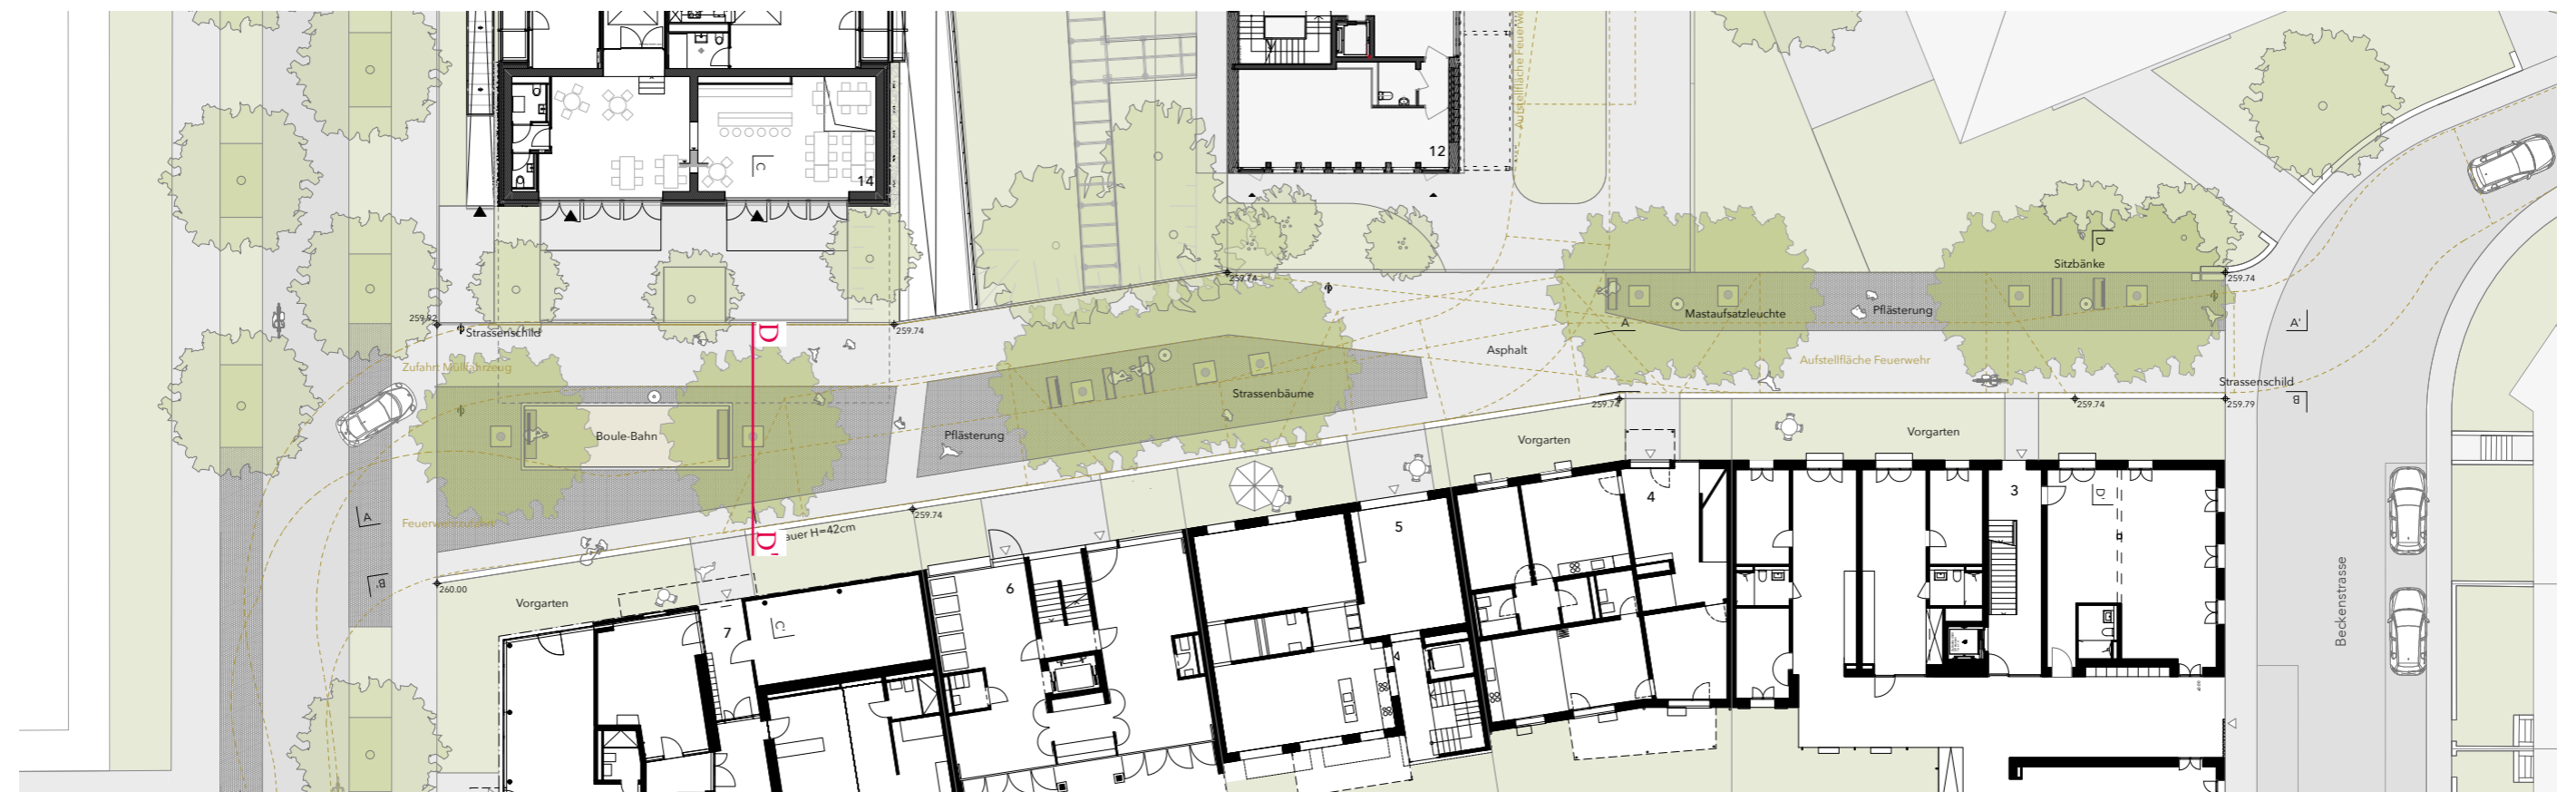 Aufstellfläche Feuerwe
12
C
14
D
Sitzbänke
259.74
259.74
259.92
Strassenschild
259.74
D
Mastaufsatzleuchte
Pflästerung
A
A'
Asphalt
Zufahrt Müllfahrzeug
Aufstellfläche Feuerwehr
Strassenschild
Strassenbäume
259.74
259.74
259.79
B
Boule-Bahn
Pflästerung
Vorgarten
Vorgarten
A
Feuerwehrzufahrt
259.74
auer H=42cm
D'
4
3
D'
5
B'
260.00
Vorgarten
6
7
C'
4
Beckenstrasse